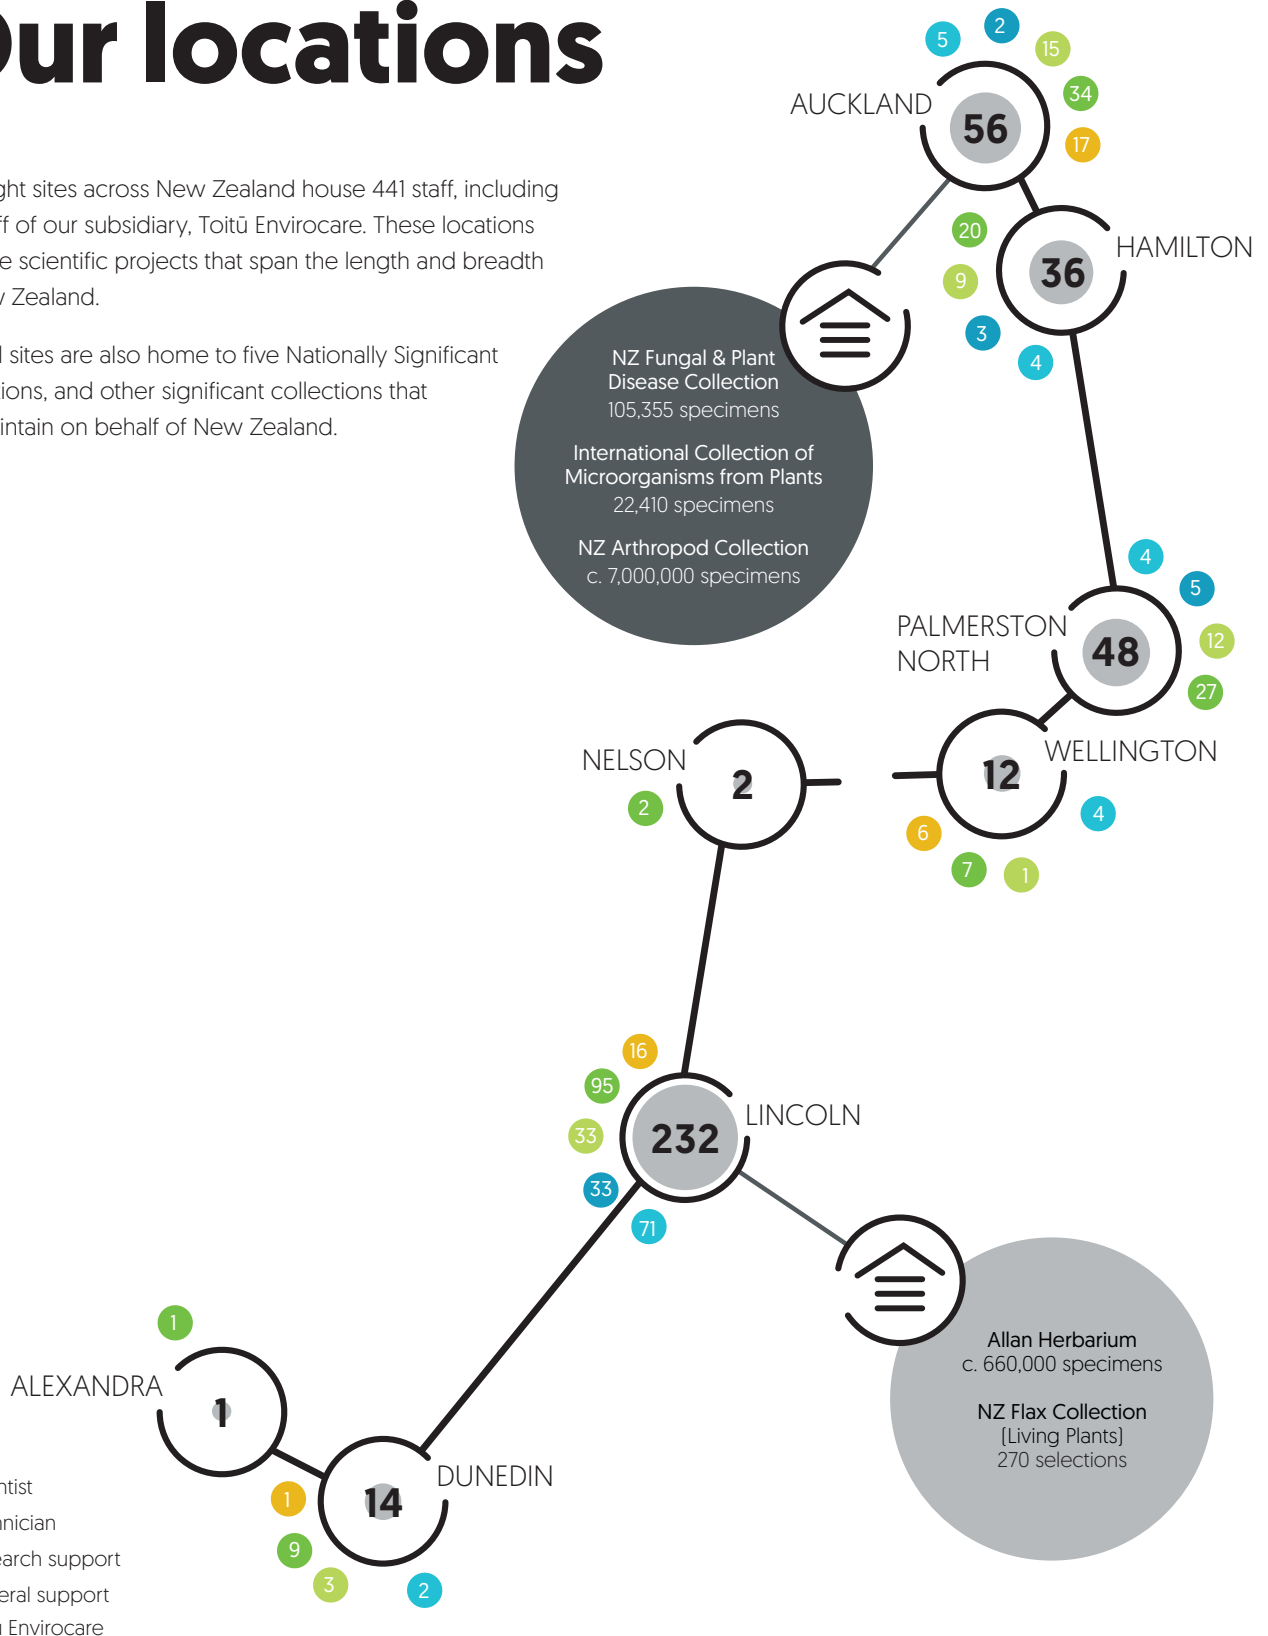 Our locations
ght sites across New Zealand house 441 staff, including
ff of our subsidiary, Toitū Envirocare. These locations
e scientific projects that span the length and breadth
w Zealand.
l sites are also home to five Nationally Significant
tions, and other significant collections that
intain on behalf of New Zealand.
5
2
15
34
17
AUCKLAND
56
20
9
3
4
36
HAMILTON
NZ Fungal & Plant
Disease Collection
105,355 specimens
International Collection of
Microorganisms from Plants
22,410 specimens
NZ Arthropod Collection
c. 7,000,000 specimens
4
5
12
27
PALMERSTON
NORTH
48
NELSON
2
2
WELLINGTON
12
6
7
1
4
16
95
33
33
71
232
LINCOLN
Allan Herbarium
c. 660,000 specimens
NZ Flax Collection
(Living Plants)
270 selections
1
ALEXANDRA
1
DUNEDIN
14
1
9
3
2
ntist
nician
earch support
eral support
ū Envirocare